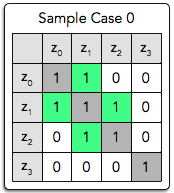 Sample Case 0
z₀ z₁ z₂ z₃
z₀ 1 1 0 0
z₁ 1 1 1 0
z₂ 0 1 1 0
z₃ 0 0 0 1